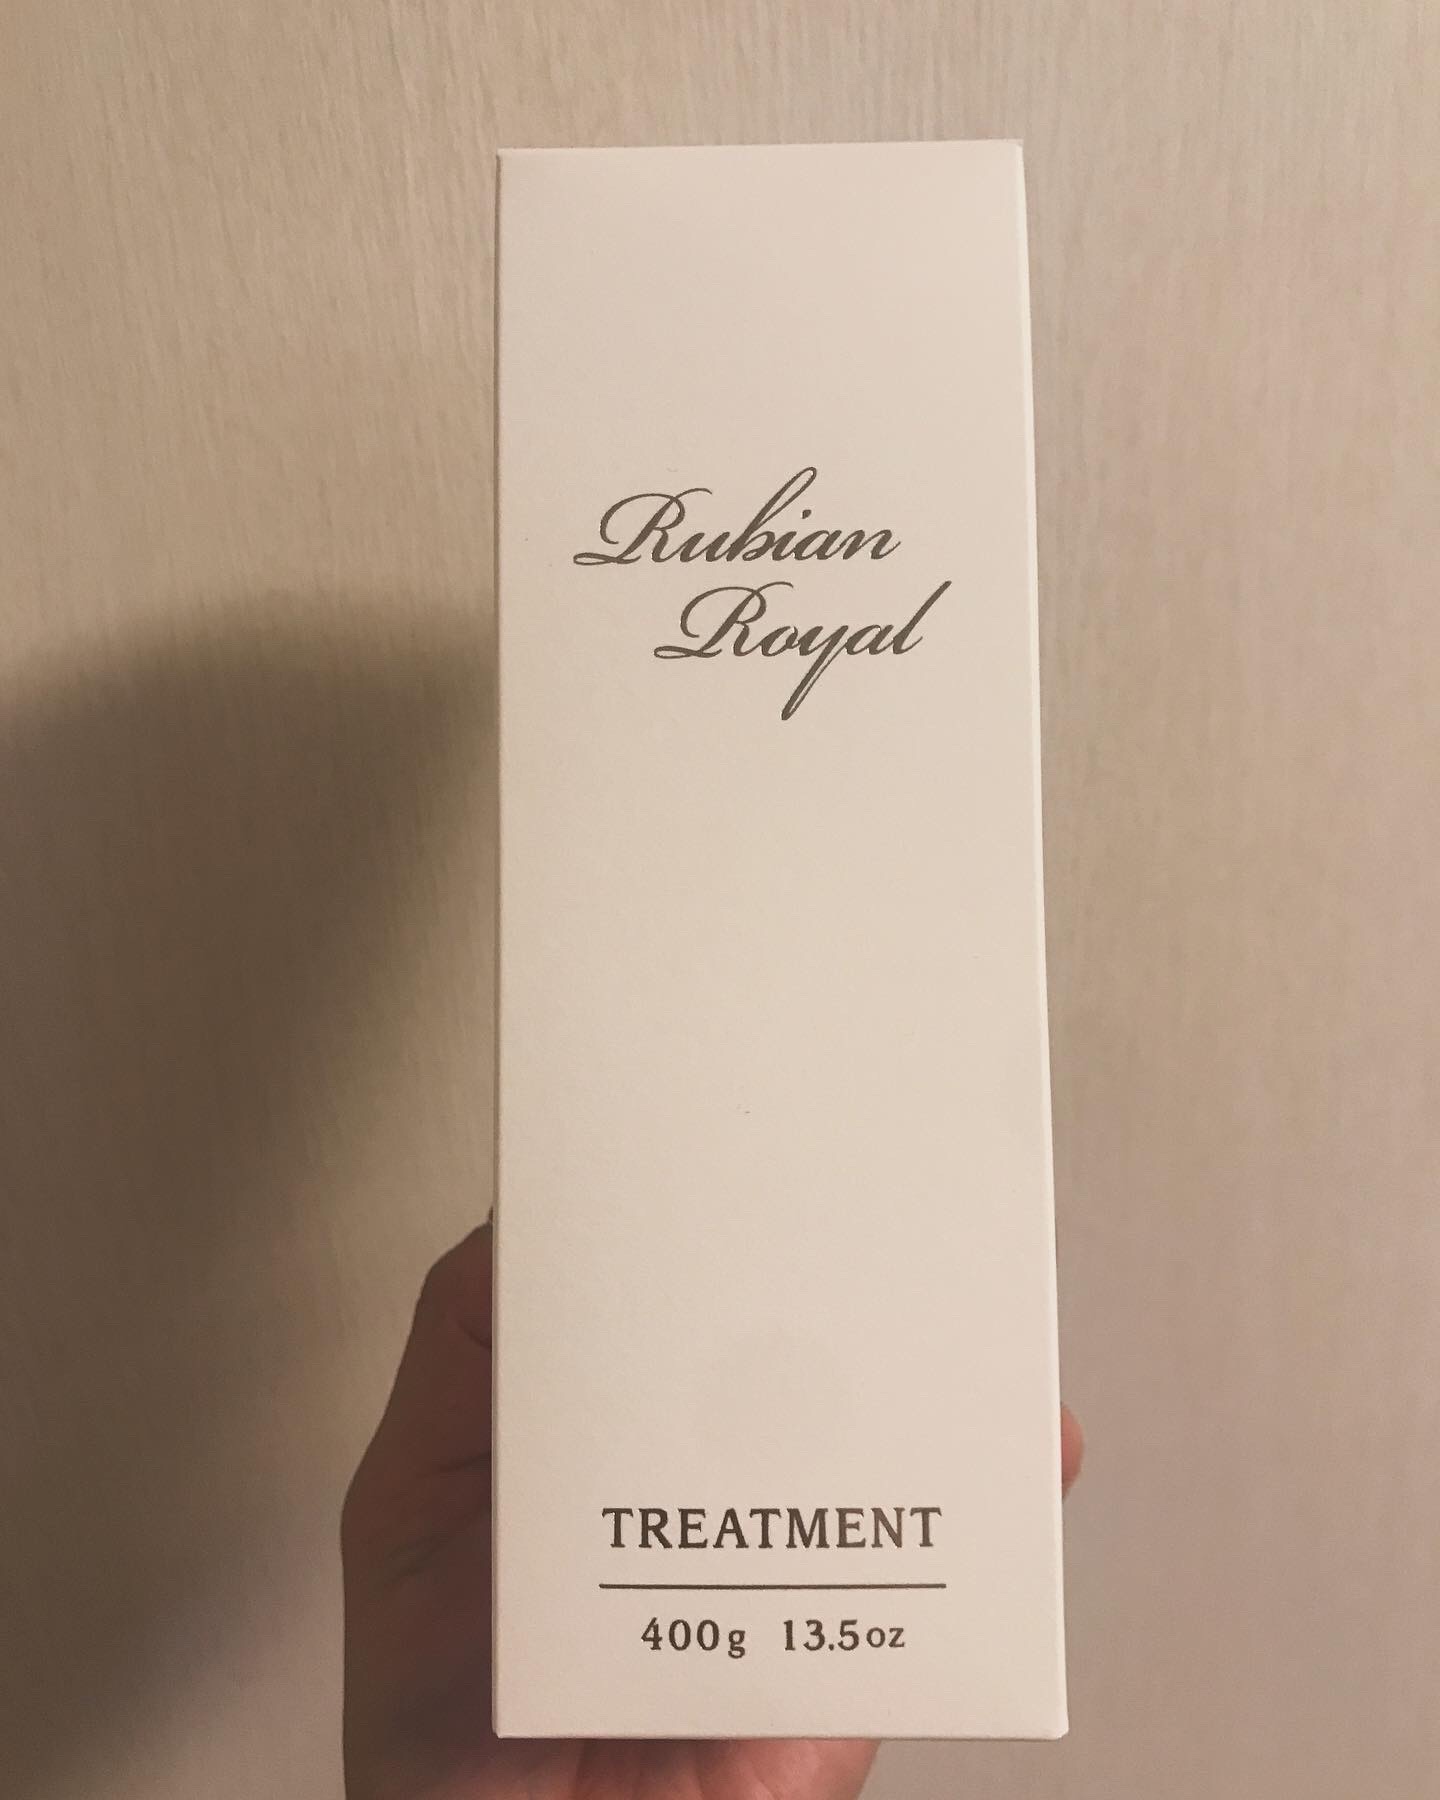 Rubian
Royal
TREATMENT
400g 13.5oz